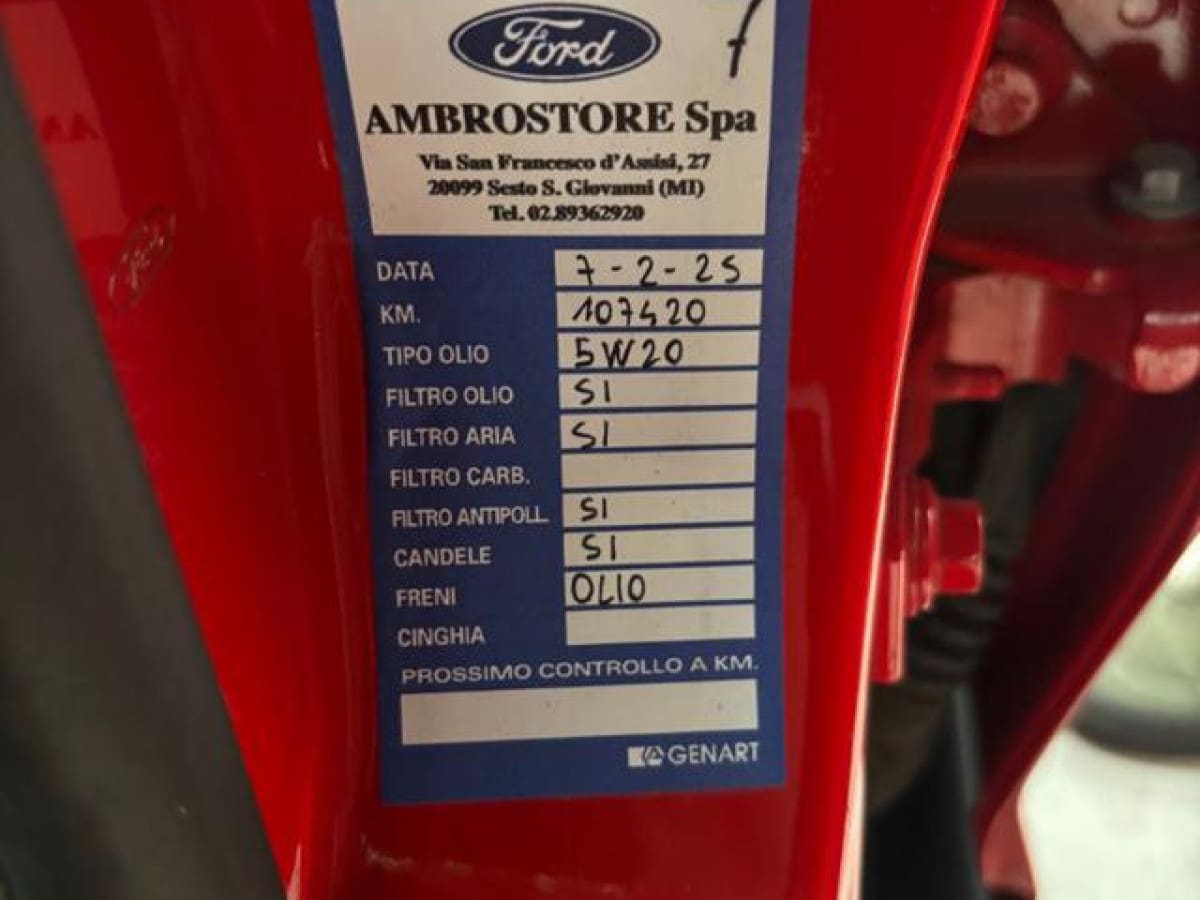 Ford
f
AMBROSTORE Spa
Via San Francesco d'Assisi, 27
20099 Sesto S. Giovanni (MI)
Tel. 02.89362920
DATA 7-2-25
KM. 107420
TIPO OLIO 5W20
FILTRO OLIO SI
FILTRO ARIA SI
FILTRO CARB.
FILTRO ANTIPOLL. SI
CANDELE SI
FRENI OLIO
CINGHIA
PROSSIMO CONTROLLO A KM.
GENART